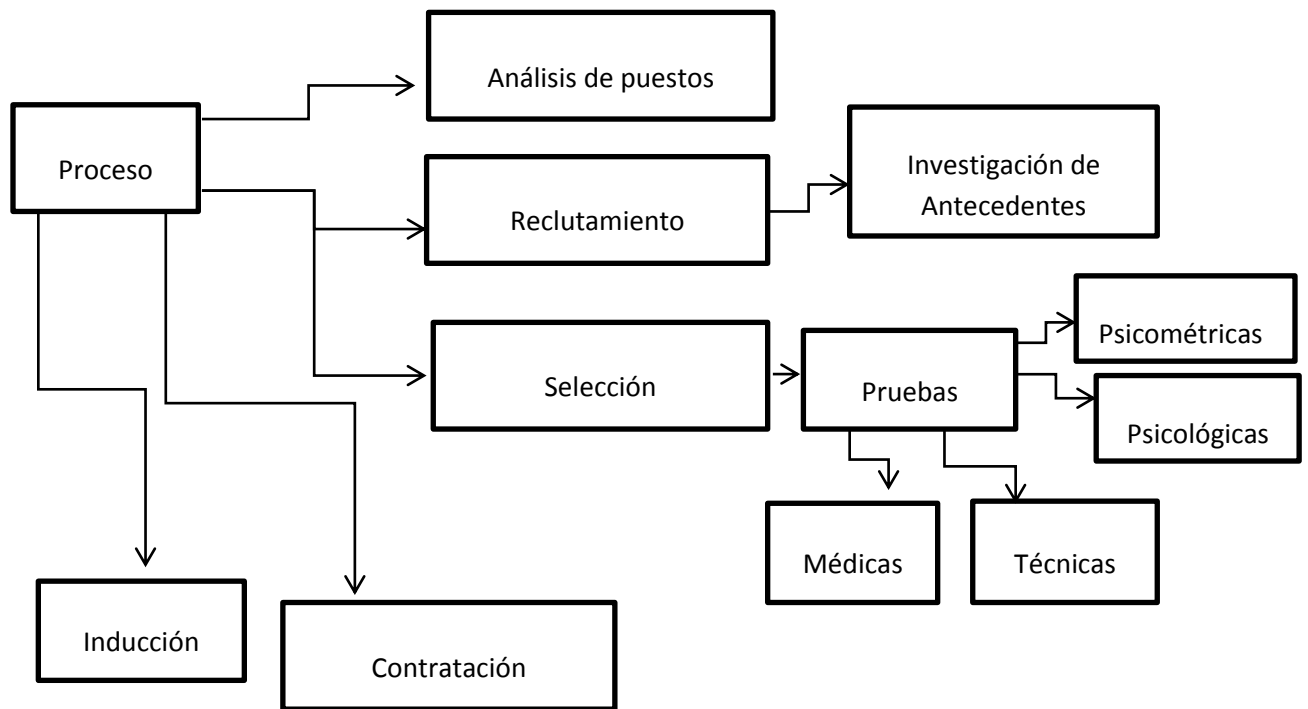 Análisis de puestos
Proceso
Investigación de
Antecedentes
Reclutamiento
Psicométricas
Selección
Pruebas
Psicológicas
Médicas
Técnicas
Inducción
Contratación